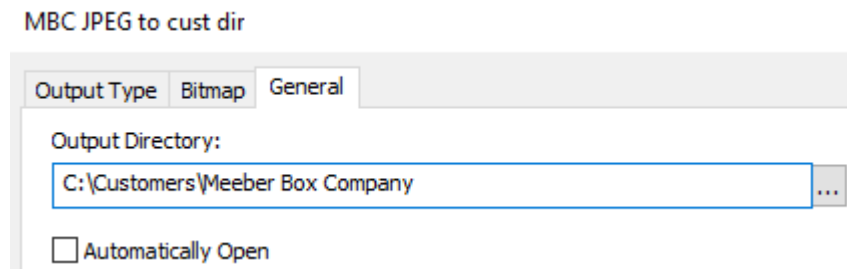 MBC JPEG to cust dir
Output Type Bitmap General
Output Directory:
C:\Customers\Meeber Box Company ...
Automatically Open